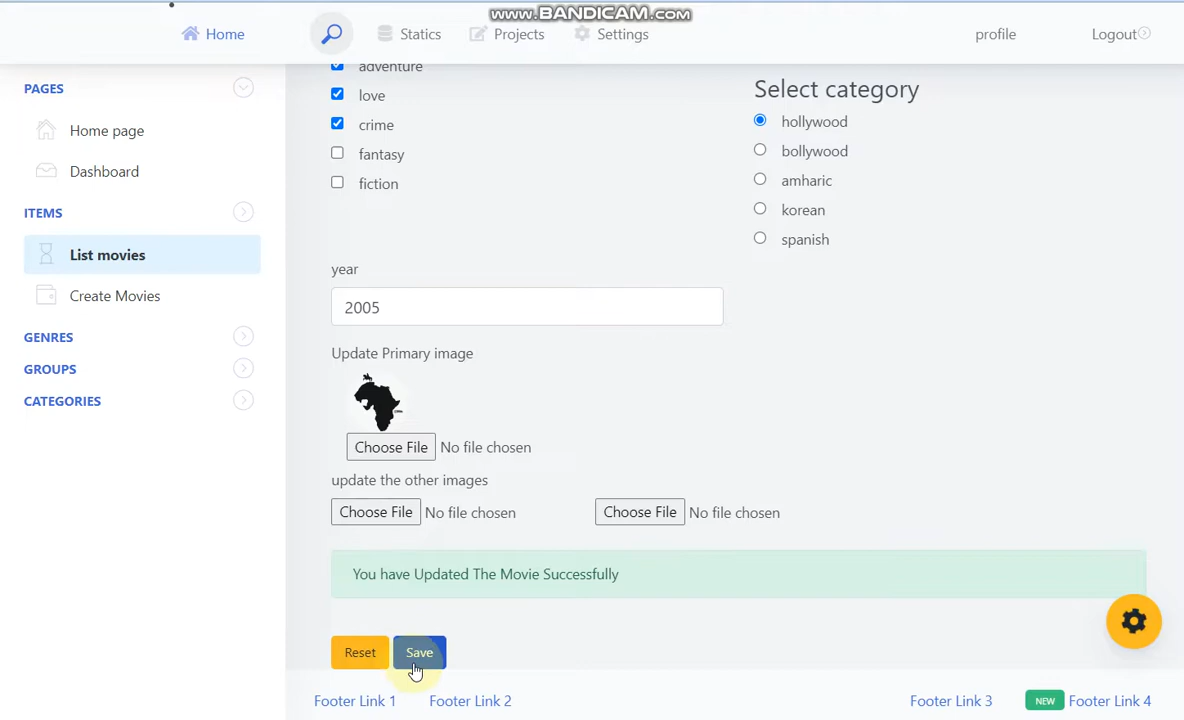 www.BANDICAM.com
Home
Statics
Projects
Settings
profile
Logout
PAGES
Home page
Dashboard
ITEMS
List movies
Create Movies
GENRES
GROUPS
CATEGORIES
adventure
love
crime
fantasy
fiction
Select category
hollywood
bollywood
amharic
korean
spanish
year
2005
Update Primary image
Choose File No file chosen
update the other images
Choose File No file chosen
Choose File No file chosen
You have Updated The Movie Successfully
Reset
Save
Footer Link 1
Footer Link 2
Footer Link 3
NEW Footer Link 4